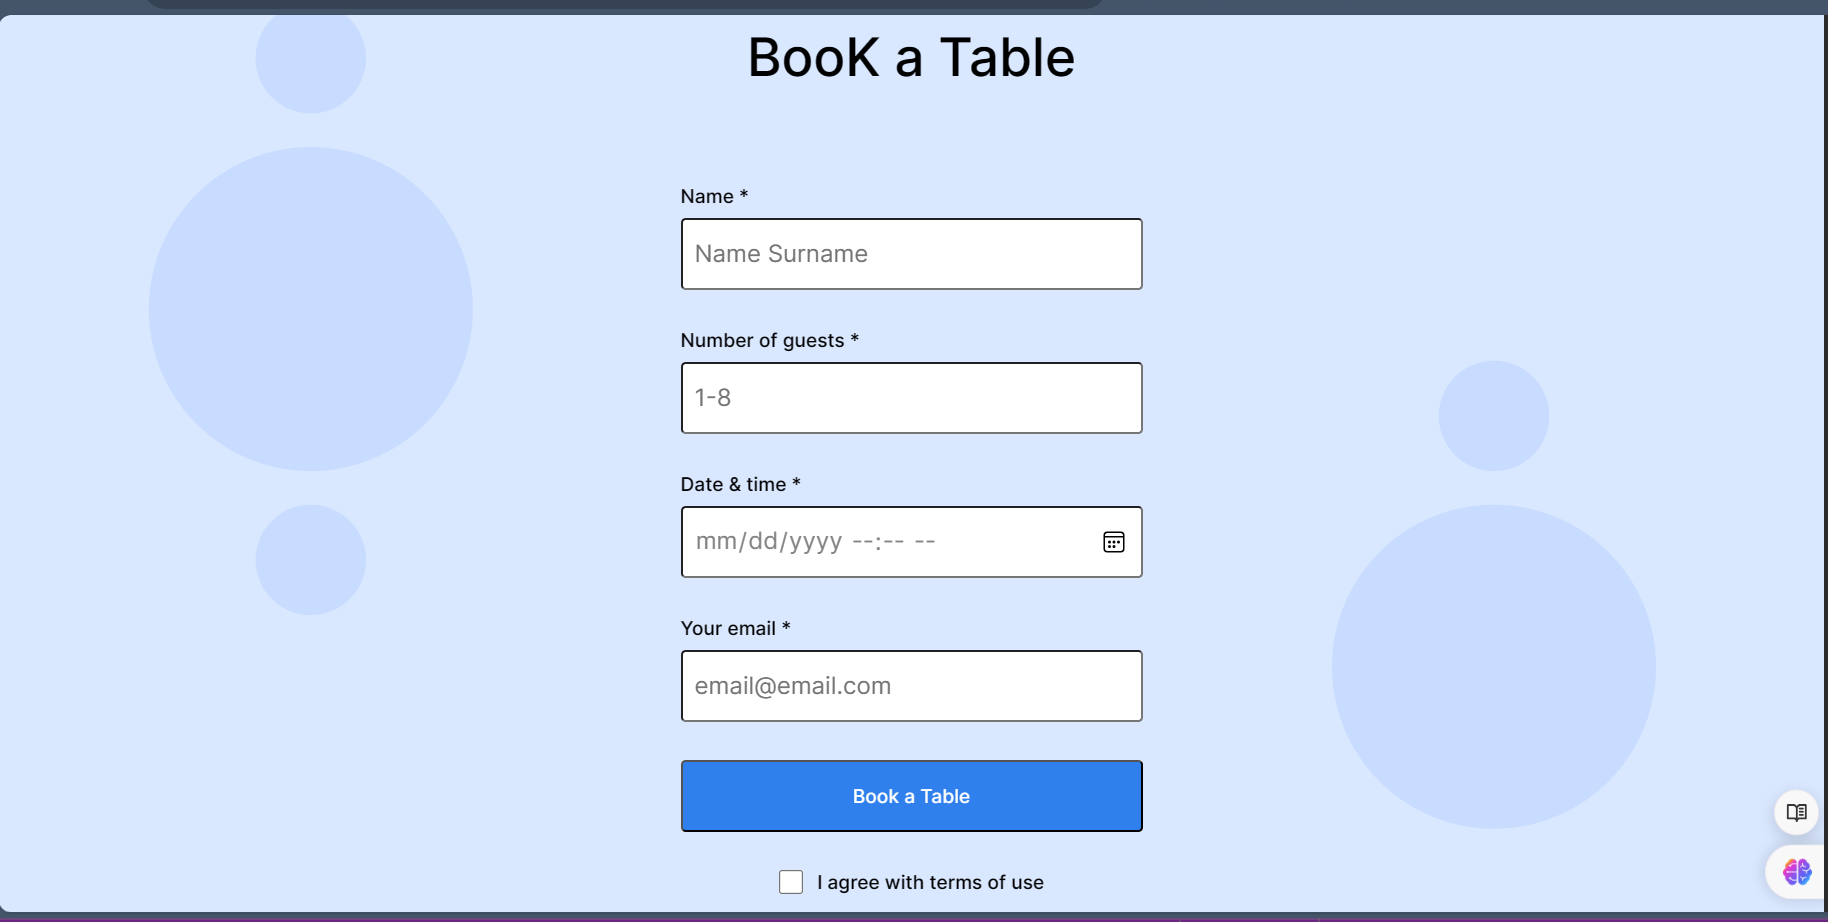 BooK a Table
Name *
Name Surname
Number of guests *
1-8
Date & time *
mm/dd/yyyy --:-- --
Your email *
email@email.com
Book a Table
I agree with terms of use